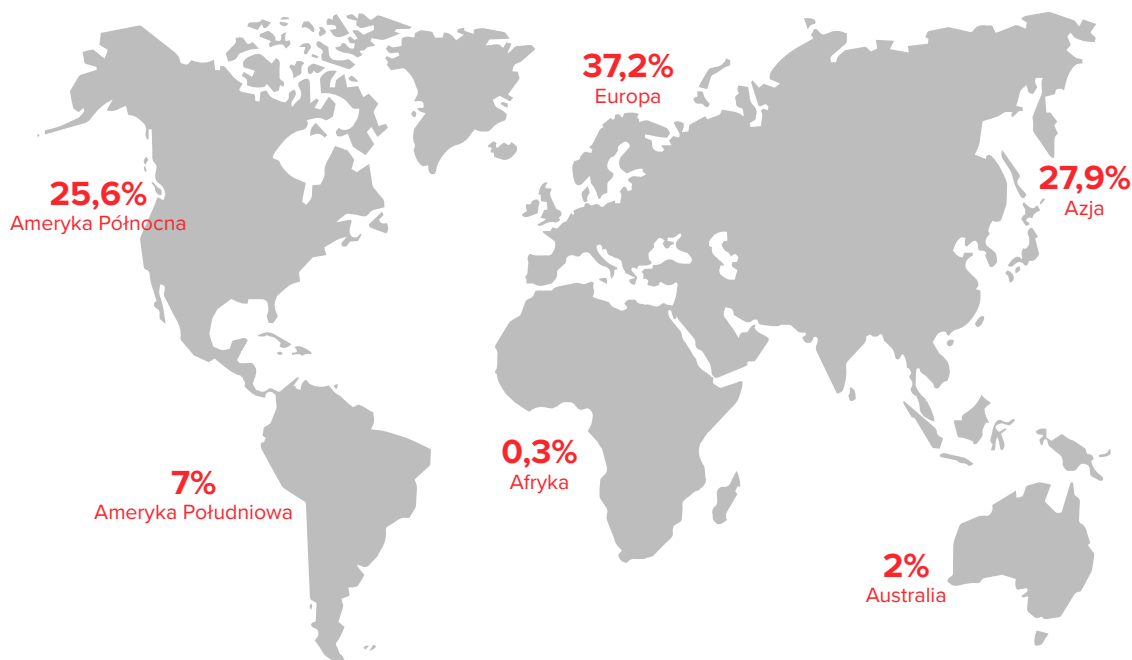 37,2%
Europa
25,6%
Ameryka Północna
27,9%
Azja
7%
Ameryka Południowa
0,3%
Afryka
2%
Australia